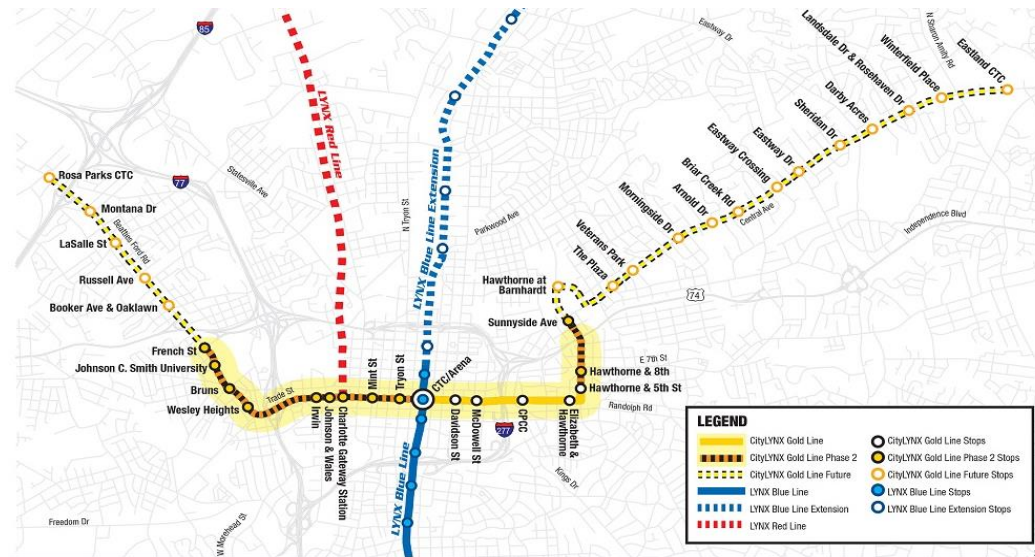 85
77
74
277
Eastway Dr
N Sharon Amity Rd
Landsdale Dr & Rosehaven Dr
Winterfield Place
Eastland CTC
Darby Acres
Sheridan Dr
Eastway Dr
Eastway Crossing
Briar Creek Rd
Arnold Dr
Morningside Dr
Central Ave
Independence Blvd
Veterans Park
The Plaza
Hawthorne at
Barnhardt
Sunnyside Ave
E 7th St
Hawthorne & 8th
Hawthorne & 5th St
Randolph Rd
Rosa Parks CTC
Montana Dr
Beatties Ford Rd
LaSalle St
Russell Ave
Booker Ave & Oaklawn
French St
Johnson C. Smith University
Bruns
Wesley Heights
Trade St
Statesville Ave
LYNX Red Line
N Tryon St
LYNX Blue Line Extension
Parkwood Ave
Irwin
Johnson & Wales
Charlotte Gateway Station
Mint St
Tryon St
CTC/Arena
Davidson St
McDowell St
CPCC
Elizabeth &
Hawthorne
Kings Dr
LYNX Blue Line
Freedom Dr
W Morehead St
LEGEND
CityLYNX Gold Line
CityLYNX Gold Line Phase 2
CityLYNX Gold Line Future
LYNX Blue Line
LYNX Blue Line Extension
LYNX Red Line
CityLYNX Gold Line Stops
CityLYNX Gold Line Phase 2 Stops
CityLYNX Gold Line Future Stops
LYNX Blue Line Stops
LYNX Blue Line Extension Stops